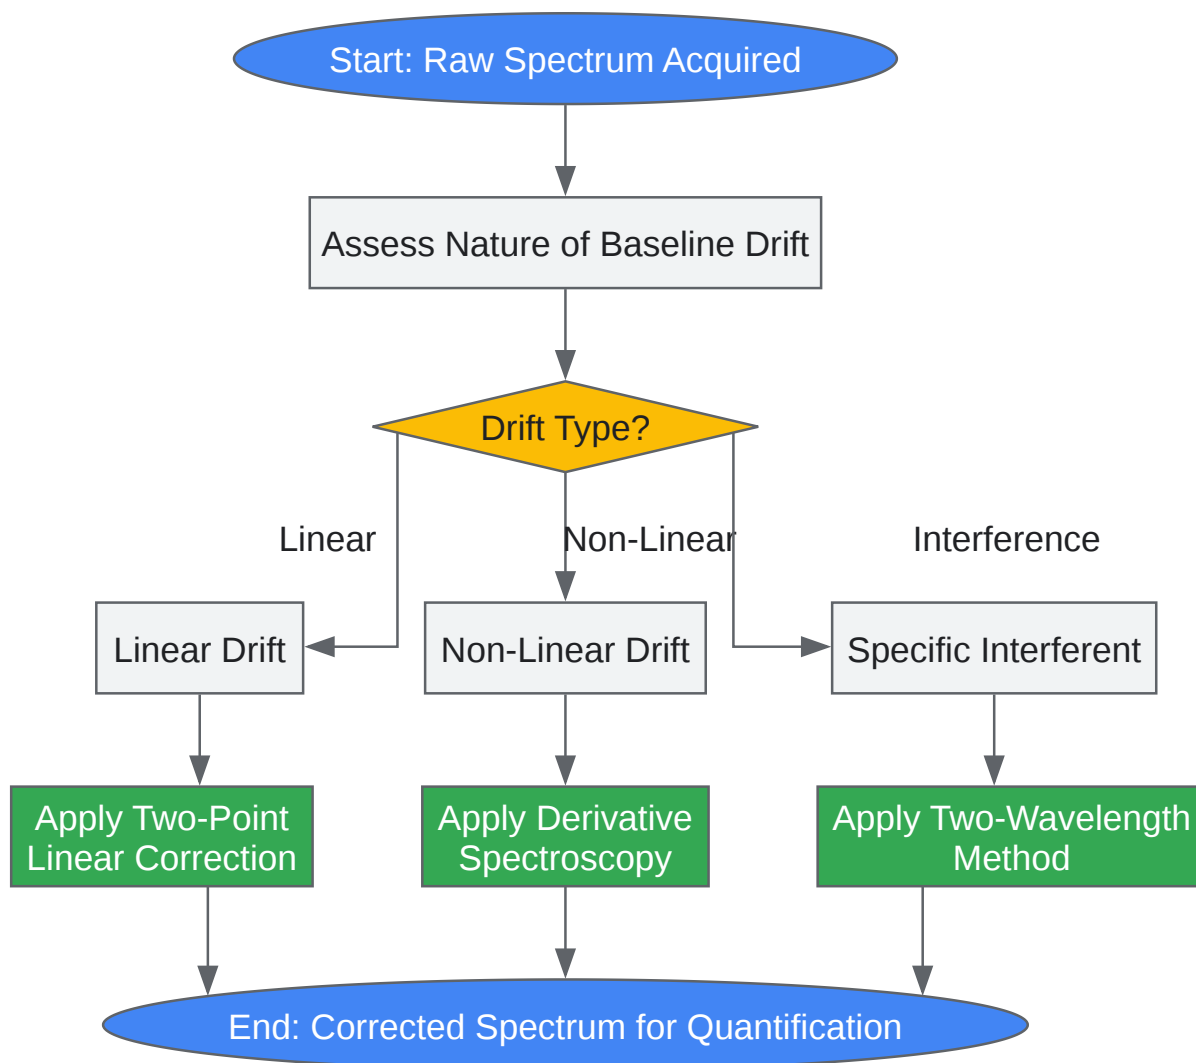 Start: Raw Spectrum Acquired
Assess Nature of Baseline Drift
Drift Type?
Linear
Non-Linear
Interference
Linear Drift
Non-Linear Drift
Specific Interferent
Apply Two-Point
Linear Correction
Apply Derivative
Spectroscopy
Apply Two-Wavelength
Method
End: Corrected Spectrum for Quantification